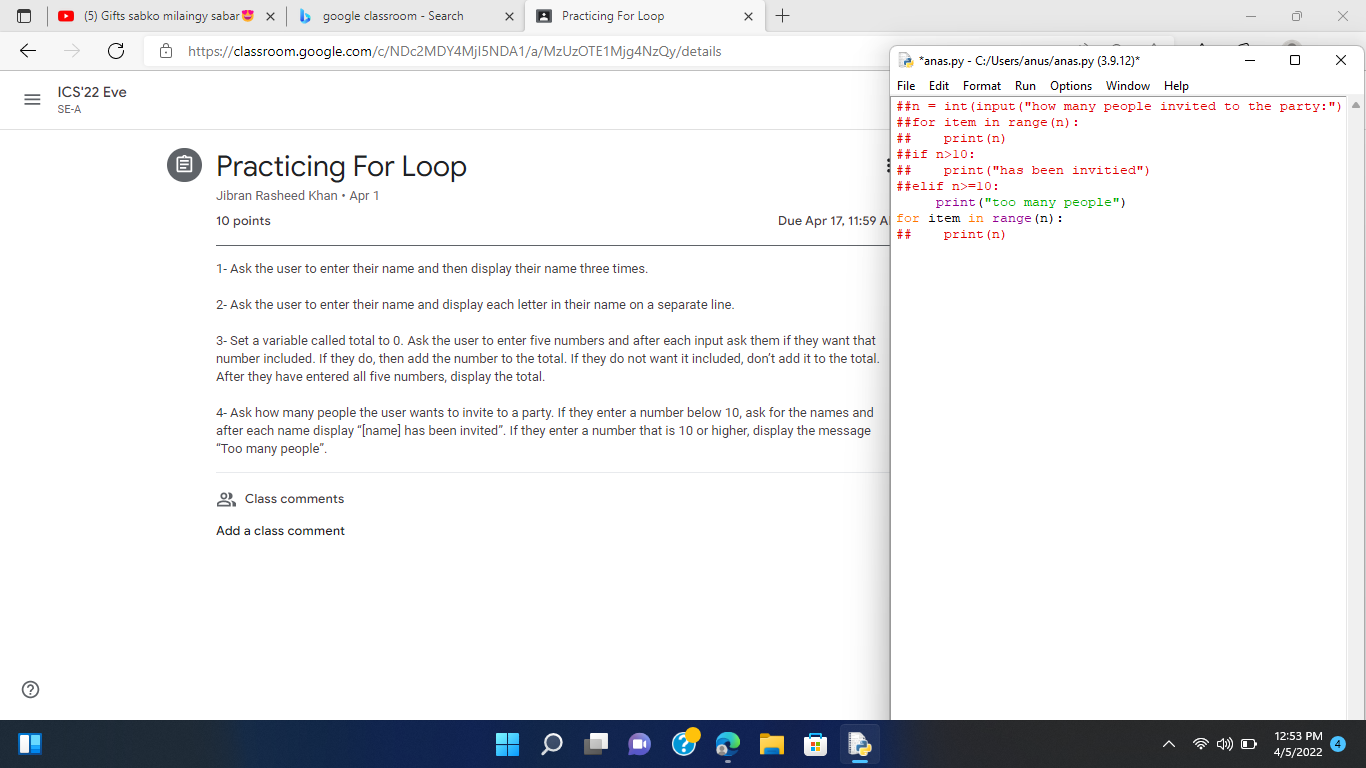 (5) Gifts sabko milaingy sabar😍
google classroom - Search
Practicing For Loop
https://classroom.google.com/c/NDc2MDY4MjI5NDA1/a/MzUzOTE1Mjg4NzQy/details
ICS'22 Eve
SE-A
Practicing For Loop
Jibran Rasheed Khan • Apr 1
10 points
Due Apr 17, 11:59 A
1- Ask the user to enter their name and then display their name three times.
2- Ask the user to enter their name and display each letter in their name on a separate line.
3- Set a variable called total to 0. Ask the user to enter five numbers and after each input ask them if they want that
number included. If they do, then add the number to the total. If they do not want it included, don’t add it to the total.
After they have entered all five numbers, display the total.
4- Ask how many people the user wants to invite to a party. If they enter a number below 10, ask for the names and
after each name display “[name] has been invited”. If they enter a number that is 10 or higher, display the message
“Too many people”.
Class comments
Add a class comment
*anas.py - C:/Users/anus/anas.py (3.9.12)*
File Edit Format Run Options Window Help
##n = int(input("how many people invited to the party:")
##for item in range(n):
##    print(n)
##if n>10:
##    print("has been invitied")
##elif n>=10:
     print("too many people")
for item in range(n):
##    print(n)
12:53 PM
4/5/2022
4